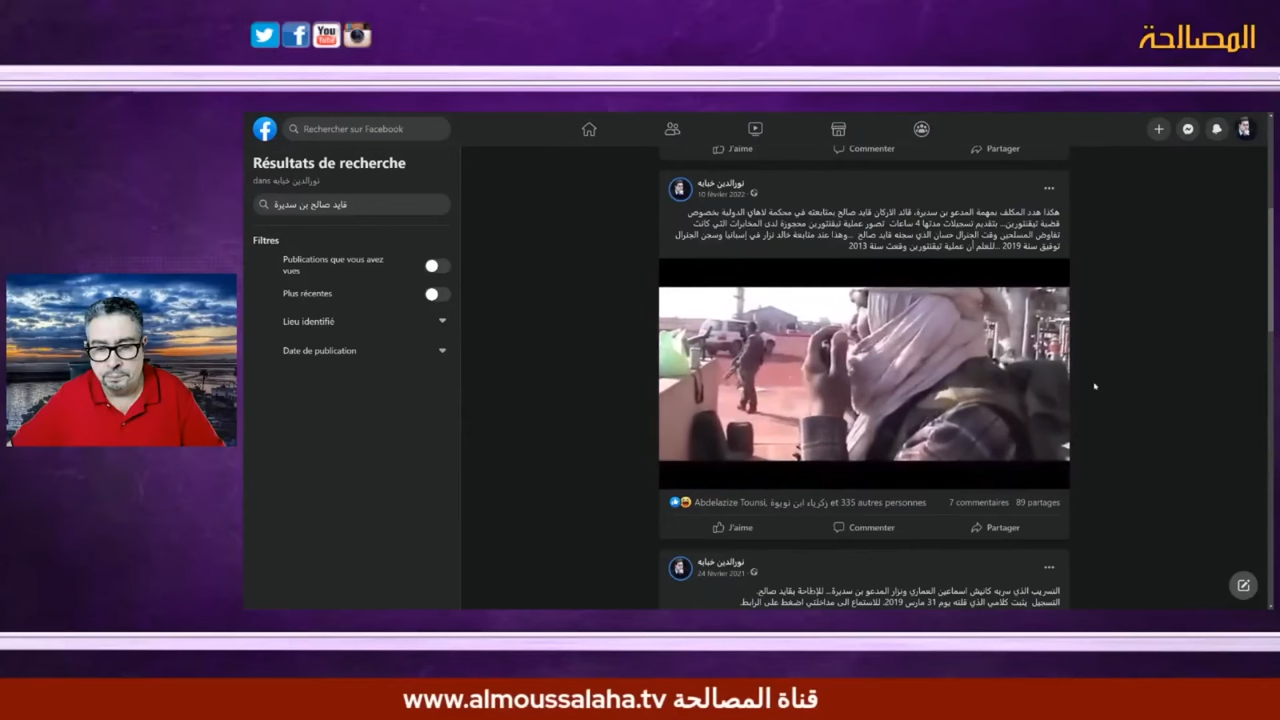 You
Tube
المصالحة
Rechercher sur Facebook
Résultats de recherche
dans نورالدين خبابه
قايد صالح بن سديرة
Filtres
Publications que vous avez
vues
Plus récentes
Lieu identifié
Date de publication
J'aime Commenter Partager
نورالدين خبابه
10 février 2022
هكذا هدد المكلف بمهمة المدعو بن سديرة، قائد الاركان قايد صالح بمتابعته في محكمة لاهاي الدولية بخصوص
قضية تيقنتورين.. بتقديم تسجيلات مدتها 4 ساعات تصور عملية تيقنتورين محجوزة لدى المخابرات التي كانت
تفاوض المسلحين وقت الجنرال حسان الذي سجنه قايد صالح ...وهذا عند متابعة خالد نزار في إسبانيا وسجن الجنرال
توفيق سنة 2019 ...للعلم أن عملية تيقنتورين وقعت سنة 2013
Abdelazize Tounsi, زكرياء ابن نويوة et 335 autres personnes 7 commentaires 89 partages
J'aime Commenter Partager
نورالدين خبابه
24 février 2021
التسريب الذي سربه كانيش اسماعين العماري ونزار المدعو بن سديرة... للإطاحة بقايد صالح.
التسجيل يثبت كلامي الذي قلته يوم 31 مارس 2019. للاستماع الى مداخلتي اضغط على الرابط.
www.almoussalaha.tv قناة المصالحة